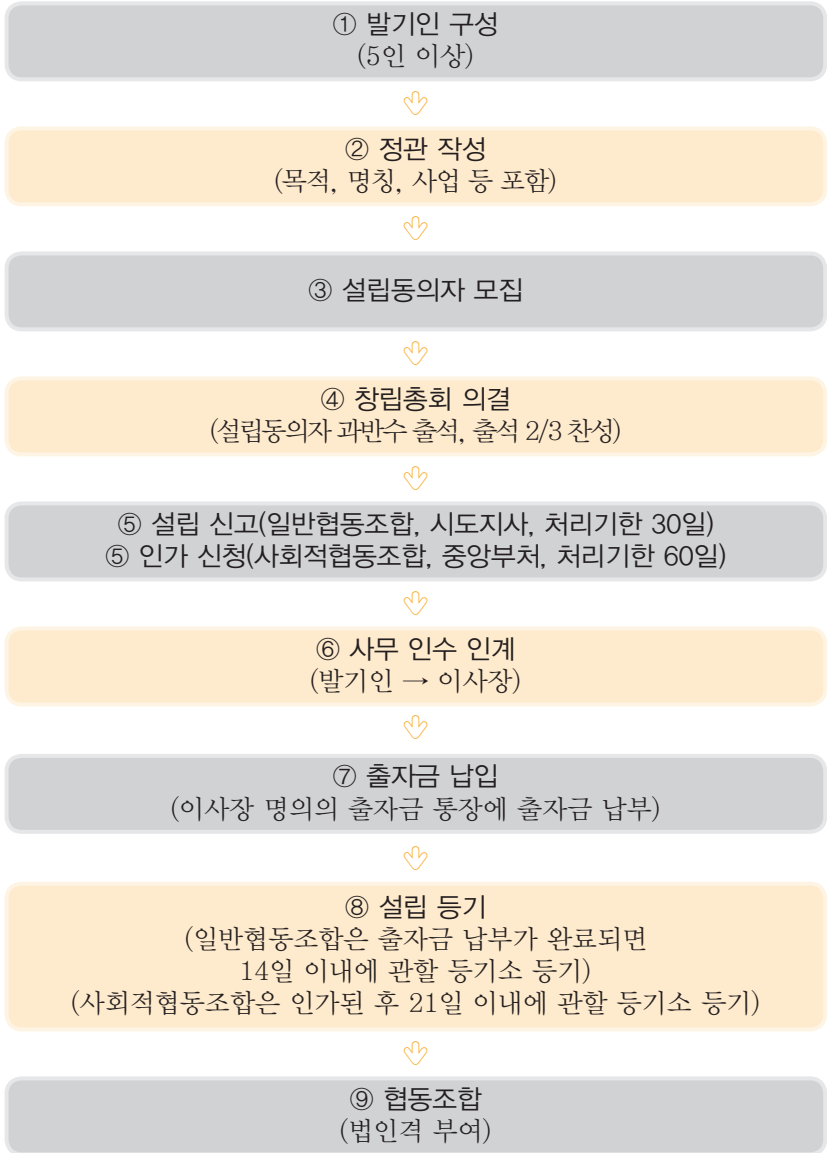 ① 발기인 구성
(5인 이상)
② 정관 작성
(목적, 명칭, 사업 등 포함)
③ 설립동의자 모집
④ 창립총회 의결
(설립동의자 과반수 출석, 출석 2/3 찬성)
⑤ 설립 신고(일반협동조합, 시도지사, 처리기한 30일)
⑤ 인가 신청(사회적협동조합, 중앙부처, 처리기한 60일)
⑥ 사무 인수 인계
(발기인 → 이사장)
⑦ 출자금 납입
(이사장 명의의 출자금 통장에 출자금 납부)
⑧ 설립 등기
(일반협동조합은 출자금 납부가 완료되면
14일 이내에 관할 등기소 등기)
(사회적협동조합은 인가된 후 21일 이내에 관할 등기소 등기)
⑨ 협동조합
(법인격 부여)